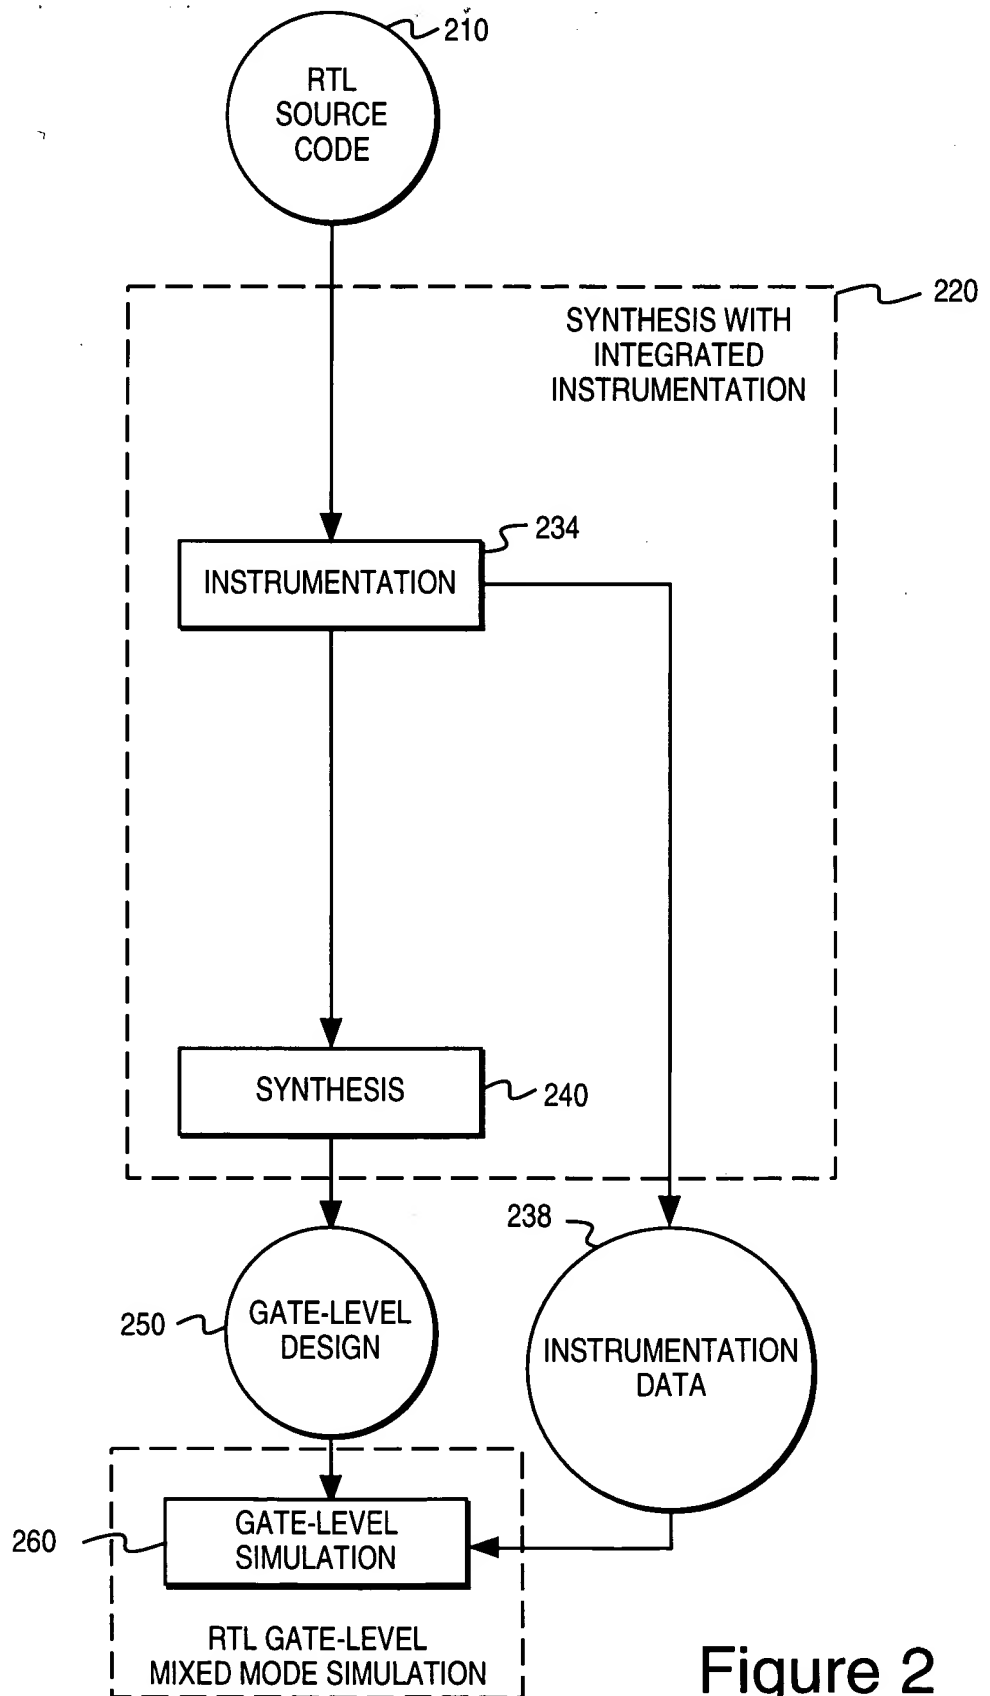 210
RTL
SOURCE
CODE
220
SYNTHESIS WITH
INTEGRATED
INSTRUMENTATION
234
INSTRUMENTATION
SYNTHESIS
240
238
250
GATE-LEVEL
DESIGN
INSTRUMENTATION
DATA
260
GATE-LEVEL
SIMULATION
RTL GATE-LEVEL
MIXED MODE SIMULATION
Figure 2